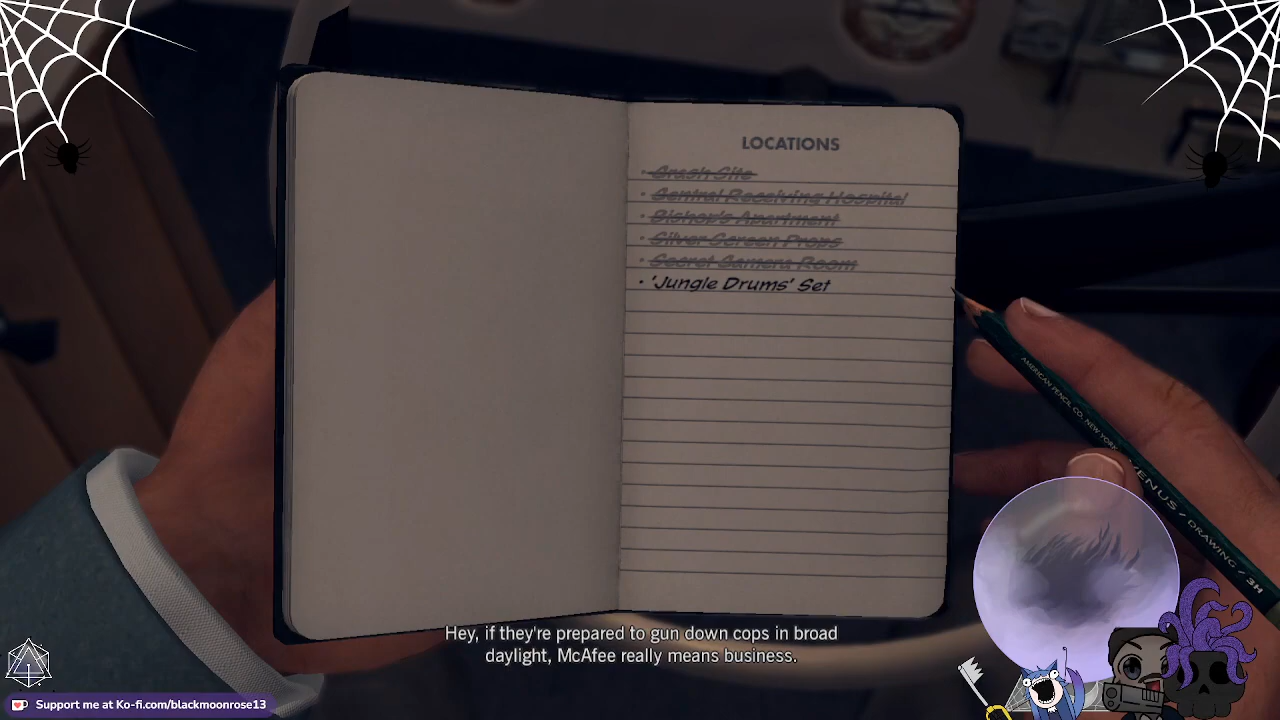 LOCATIONS
· Crash Site
· Central Receiving Hospital
· Bishop's Apartment
· Silver Screen Props
· Secret Camera Room
· 'Jungle Drums' Set
AMERICAN PENCIL CO. NEW YORK
VENUS / DRAWING / 3H
Hey, if they're prepared to gun down cops in broad
daylight, McAfee really means business.
Support me at Ko-fi.com/blackmoonrose13